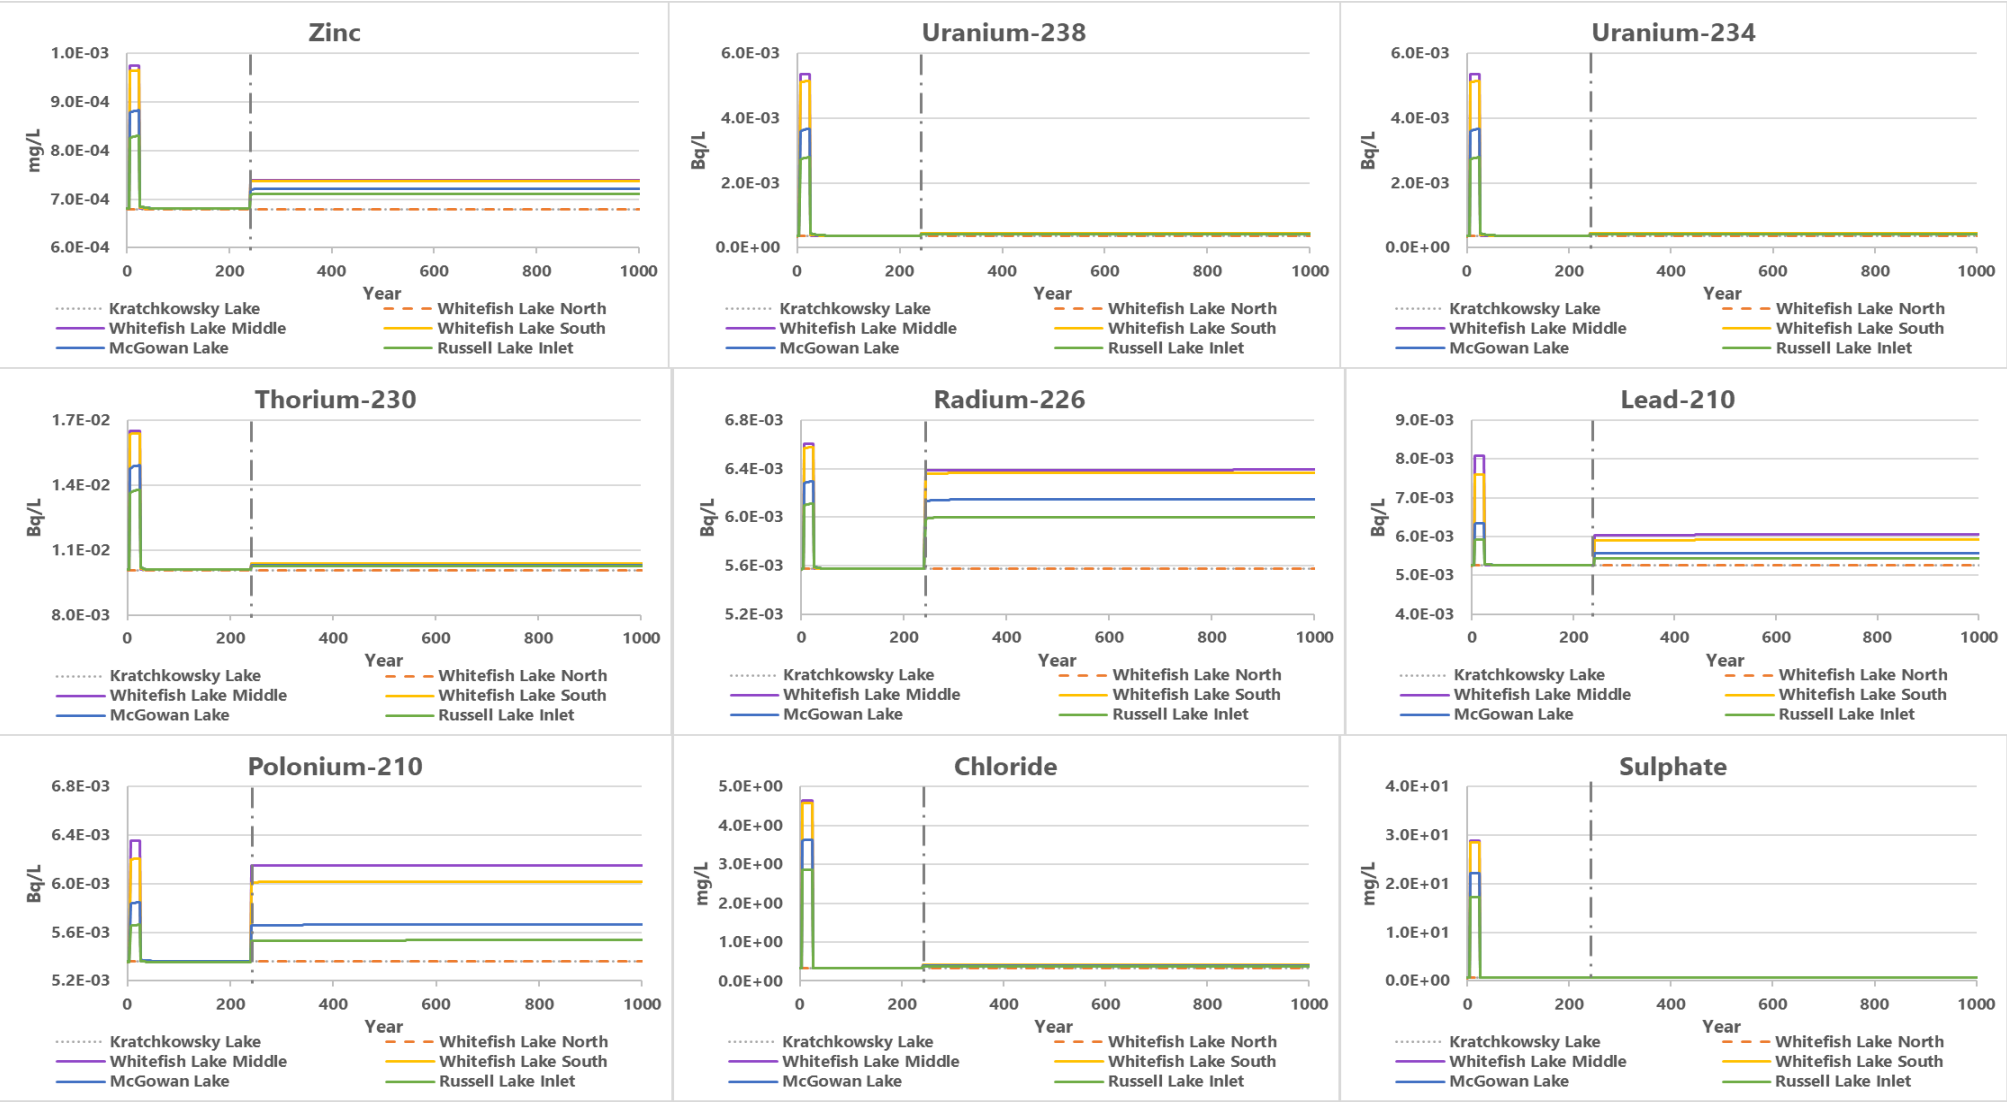 Zinc
1.0E-03
9.0E-04
8.0E-04
7.0E-04
6.0E-04
mg/L
0 200 400 600 800 1000
Year
Kratchkowsky Lake Whitefish Lake North
Whitefish Lake Middle Whitefish Lake South
McGowan Lake Russell Lake Inlet
Uranium-238
6.0E-03
4.0E-03
2.0E-03
0.0E+00
Bq/L
0 200 400 600 800 1000
Year
Kratchkowsky Lake Whitefish Lake North
Whitefish Lake Middle Whitefish Lake South
McGowan Lake Russell Lake Inlet
Uranium-234
6.0E-03
4.0E-03
2.0E-03
0.0E+00
Bq/L
0 200 400 600 800 1000
Year
Kratchkowsky Lake Whitefish Lake North
Whitefish Lake Middle Whitefish Lake South
McGowan Lake Russell Lake Inlet
Thorium-230
1.7E-02
1.4E-02
1.1E-02
8.0E-03
Bq/L
0 200 400 600 800 1000
Year
Kratchkowsky Lake Whitefish Lake North
Whitefish Lake Middle Whitefish Lake South
McGowan Lake Russell Lake Inlet
Radium-226
6.8E-03
6.4E-03
6.0E-03
5.6E-03
5.2E-03
Bq/L
0 200 400 600 800 1000
Year
Kratchkowsky Lake Whitefish Lake North
Whitefish Lake Middle Whitefish Lake South
McGowan Lake Russell Lake Inlet
Lead-210
9.0E-03
8.0E-03
7.0E-03
6.0E-03
5.0E-03
4.0E-03
Bq/L
0 200 400 600 800 1000
Year
Kratchkowsky Lake Whitefish Lake North
Whitefish Lake Middle Whitefish Lake South
McGowan Lake Russell Lake Inlet
Polonium-210
6.8E-03
6.4E-03
6.0E-03
5.6E-03
5.2E-03
Bq/L
0 200 400 600 800 1000
Year
Kratchkowsky Lake Whitefish Lake North
Whitefish Lake Middle Whitefish Lake South
McGowan Lake Russell Lake Inlet
Chloride
5.0E+00
4.0E+00
3.0E+00
2.0E+00
1.0E+00
0.0E+00
mg/L
0 200 400 600 800 1000
Year
Kratchkowsky Lake Whitefish Lake North
Whitefish Lake Middle Whitefish Lake South
McGowan Lake Russell Lake Inlet
Sulphate
4.0E+01
3.0E+01
2.0E+01
1.0E+01
0.0E+00
mg/L
0 200 400 600 800 1000
Year
Kratchkowsky Lake Whitefish Lake North
Whitefish Lake Middle Whitefish Lake South
McGowan Lake Russell Lake Inlet